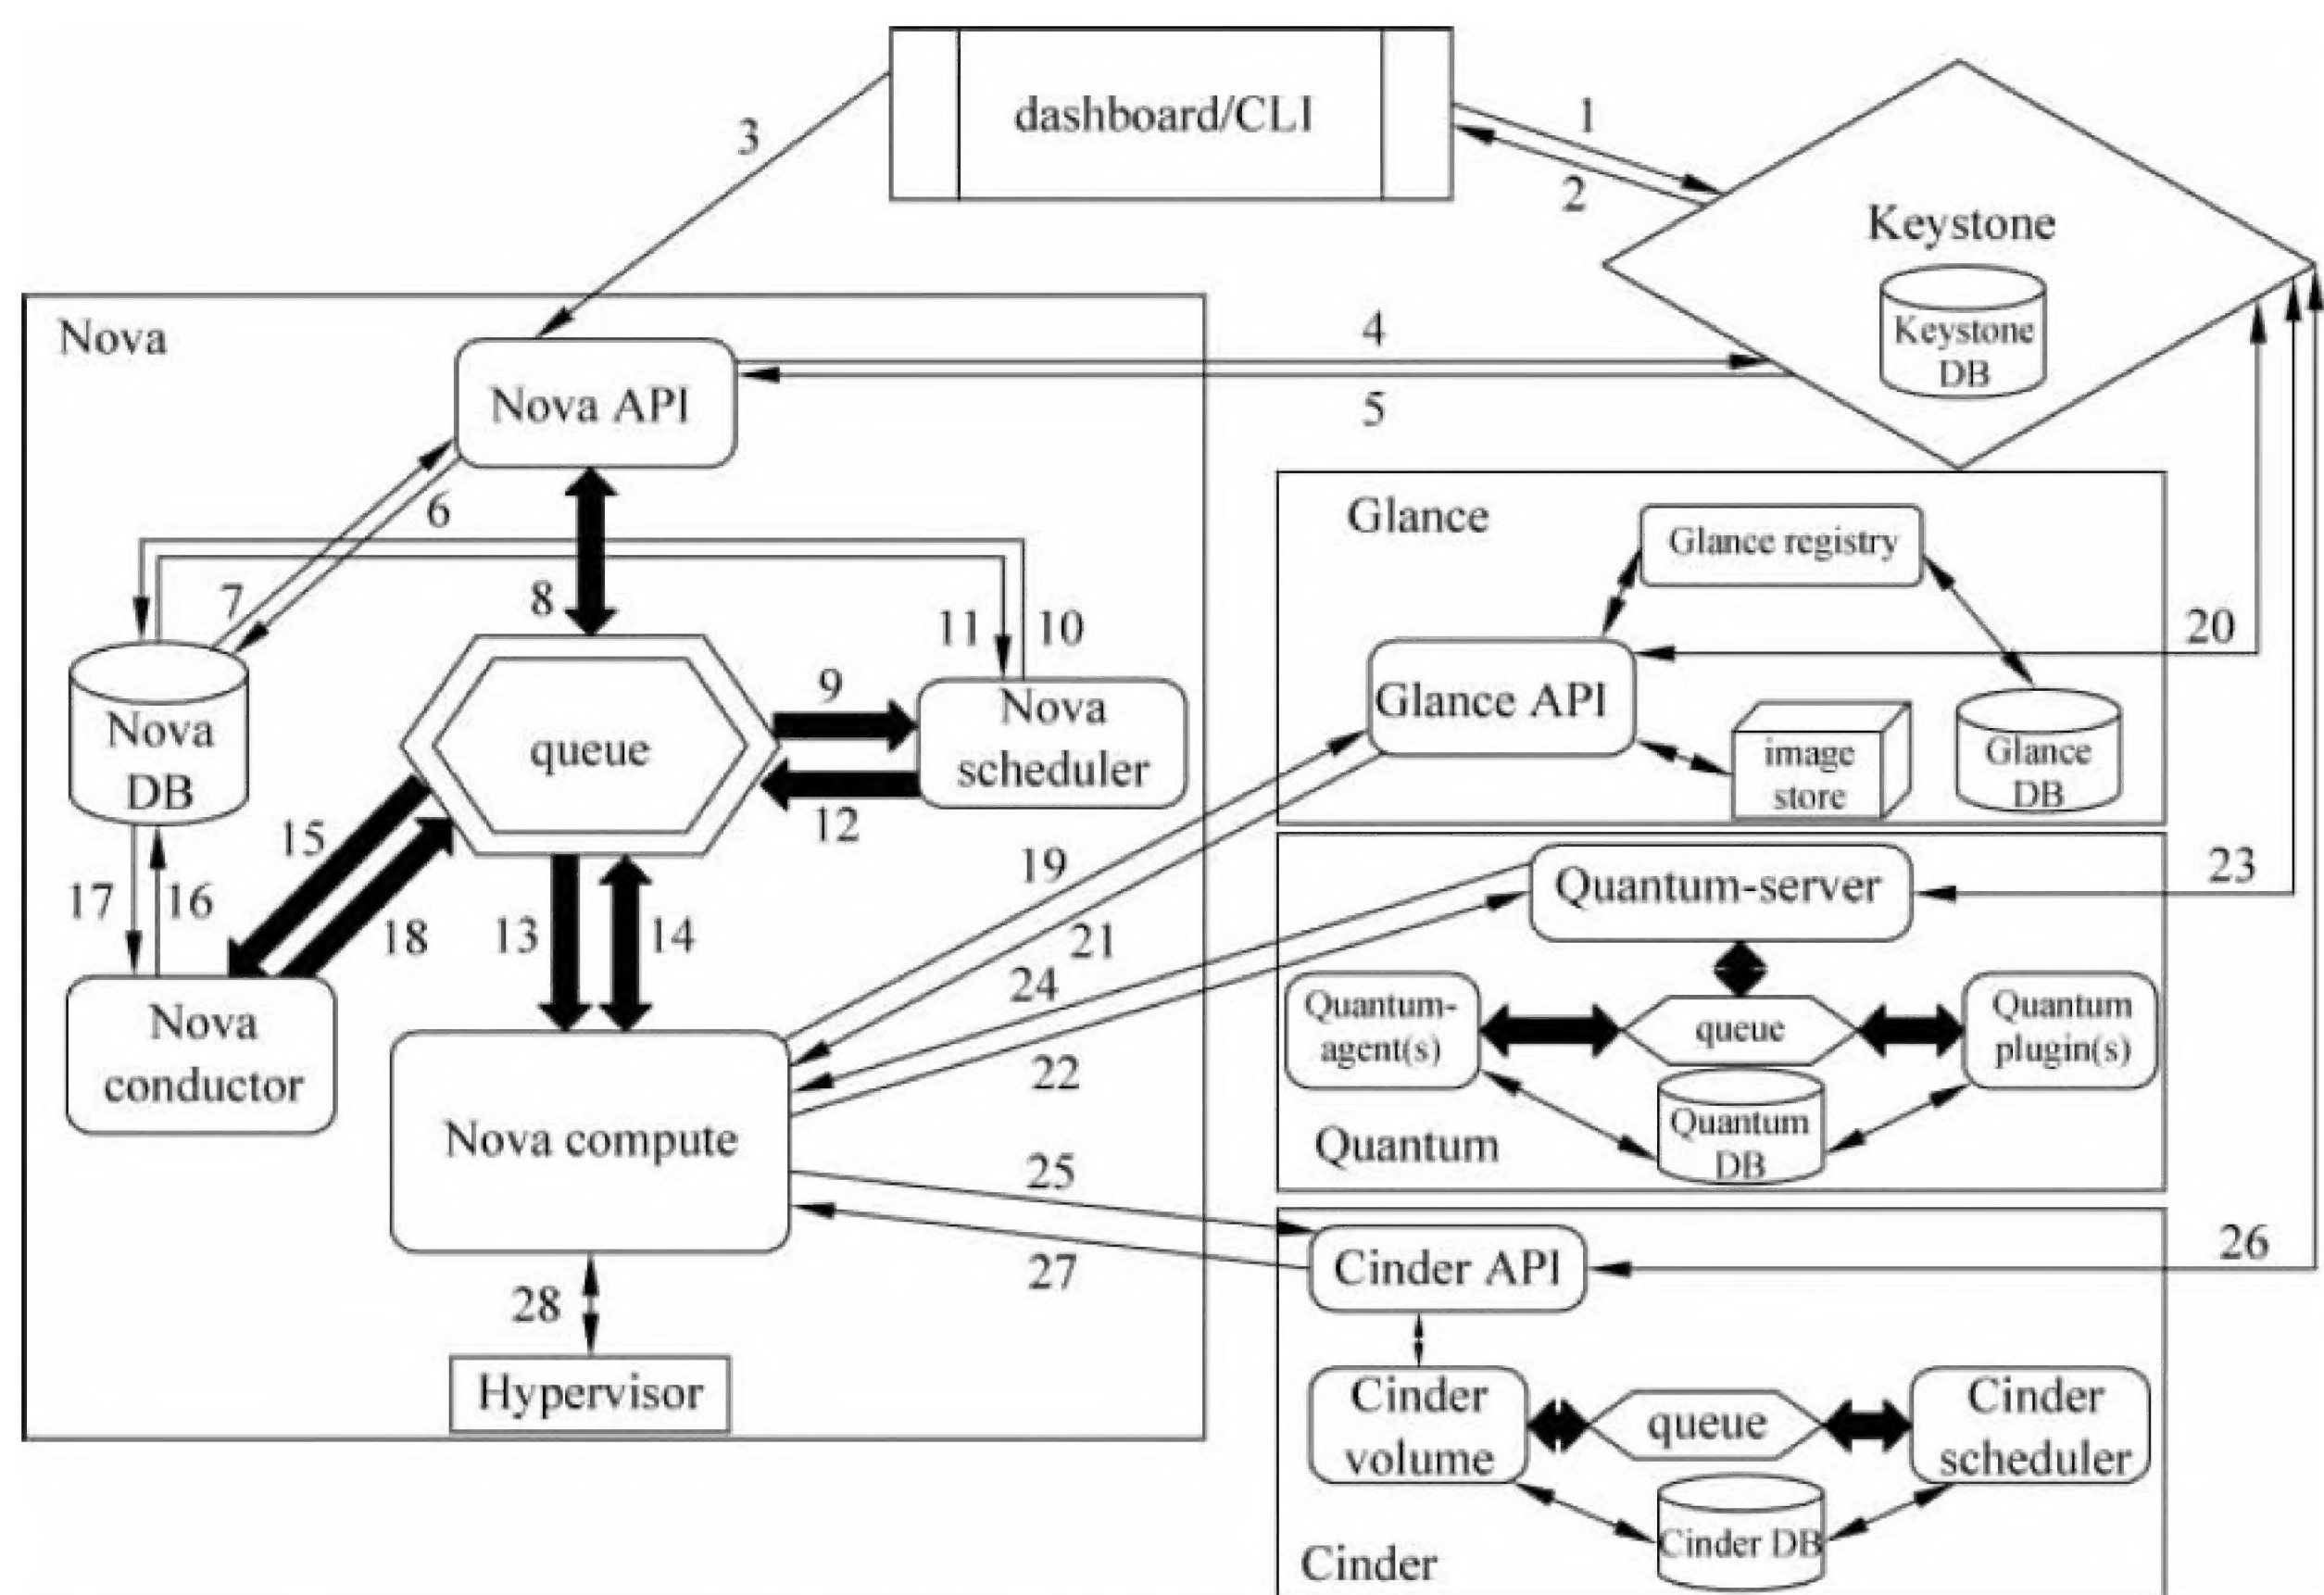 dashboard/CLI
1
2
3
Keystone
Keystone
DB
Nova
4
5
Nova API
6
7
8
Glance
Glance registry
20
11
10
9
Nova
scheduler
Glance API
image
store
Glance
DB
Nova
DB
queue
12
15
17
16
18
13
14
19
21
24
22
Quantum-server
23
Nova
conductor
Quantum-
agent(s)
queue
Quantum
plugin(s)
Quantum
DB
Quantum
Nova compute
25
27
26
Cinder API
28
Hypervisor
Cinder
volume
queue
Cinder
scheduler
Cinder DB
Cinder